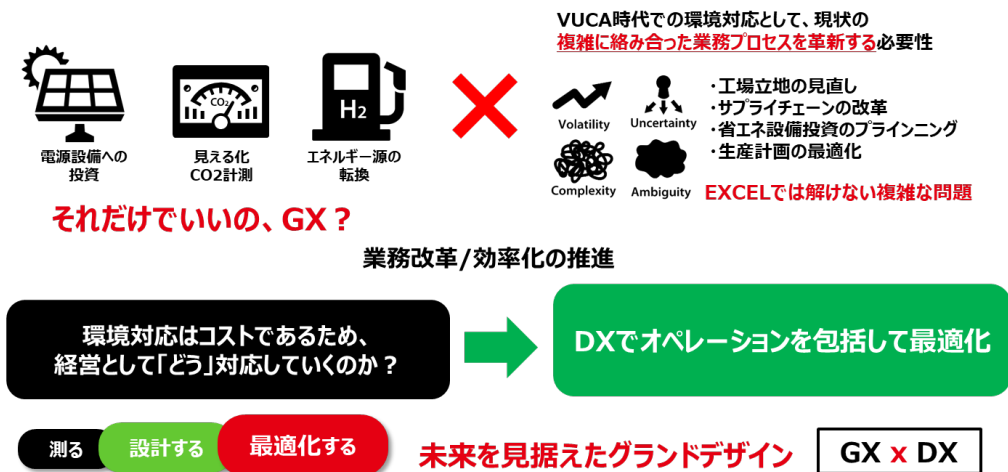 VUCA時代での環境対応として、現状の
複雑に絡み合った業務プロセスを革新する必要性
CO2
H2
電源設備への
投資
見える化
CO2計測
エネルギー源の
転換
Volatility
Uncertainty
Complexity
Ambiguity
・工場立地の見直し
・サプライチェーンの改革
・省エネ設備投資のプラインニング
・生産計画の最適化
EXCELでは解けない複雑な問題
それだけでいいの、GX？
業務改革/効率化の推進
環境対応はコストであるため、
経営として「どう」対応していくのか？
DXでオペレーションを包括して最適化
測る
設計する
最適化する
未来を見据えたグランドデザイン
GX x DX